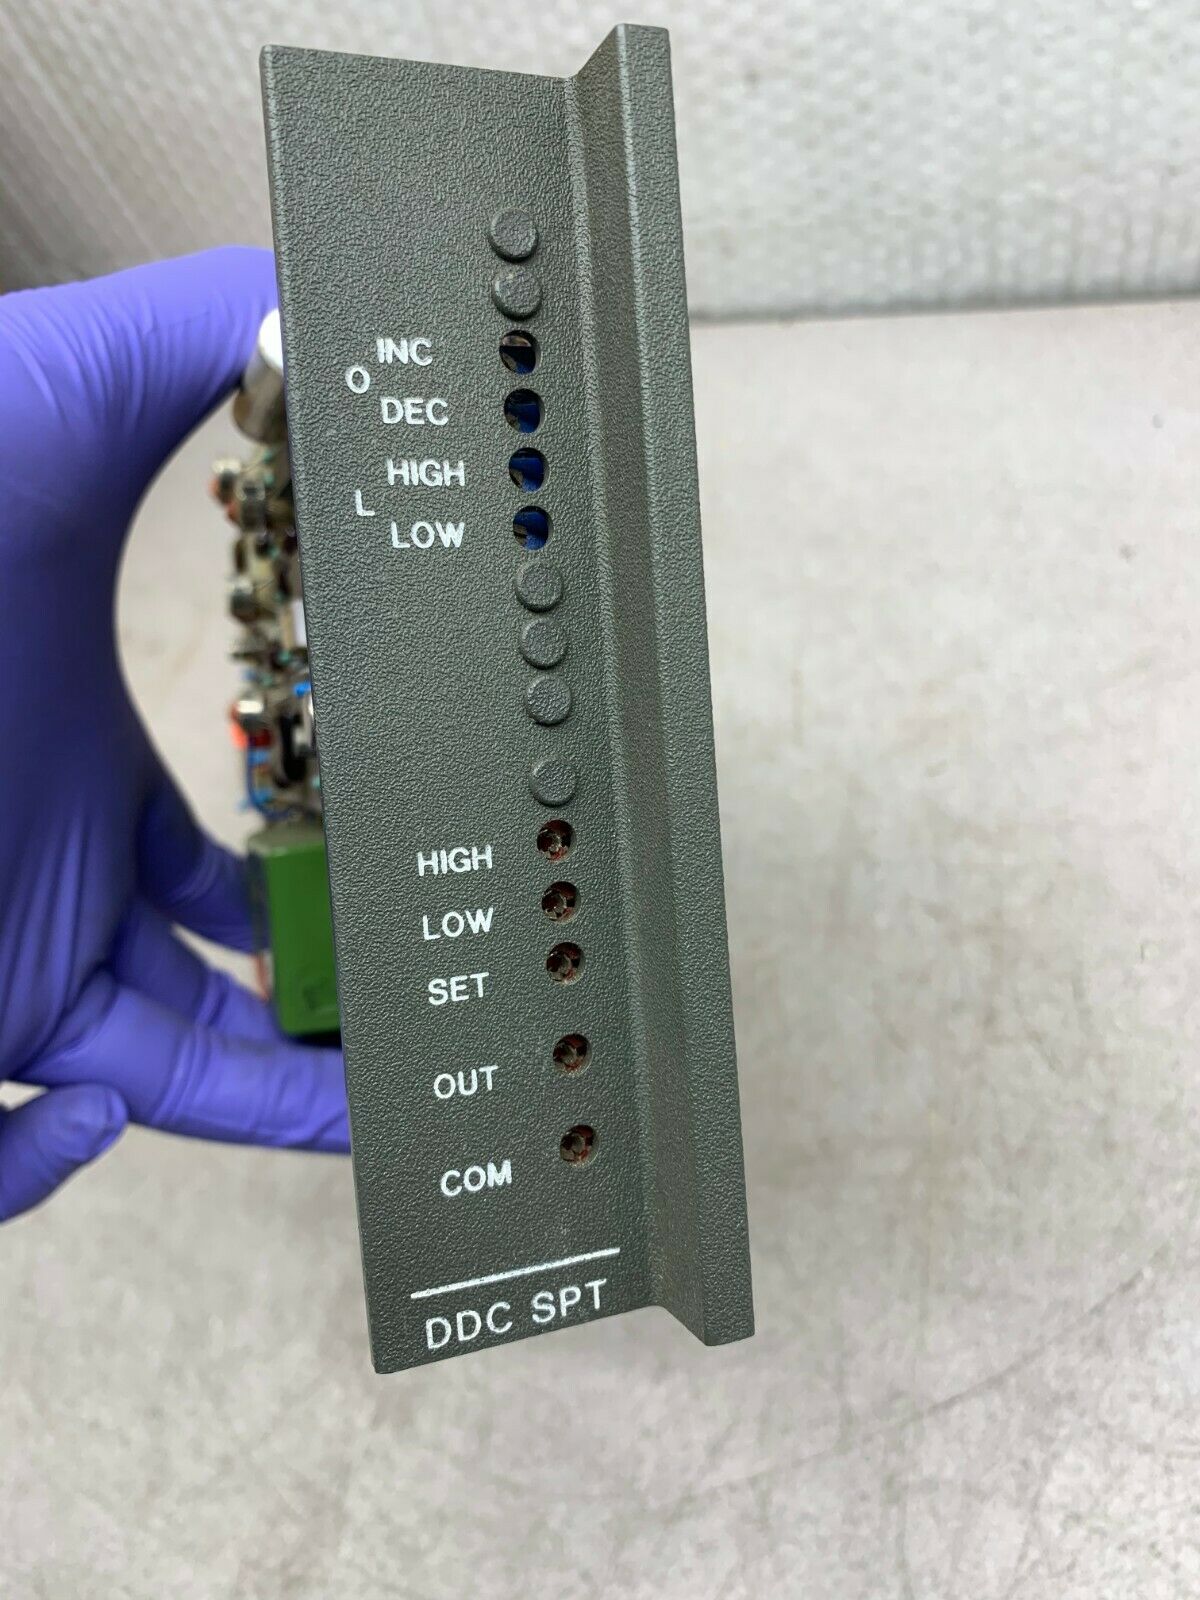 INC
O
DEC
HIGH
L
LOW
HIGH
LOW
SET
OUT
COM
DDC SPT